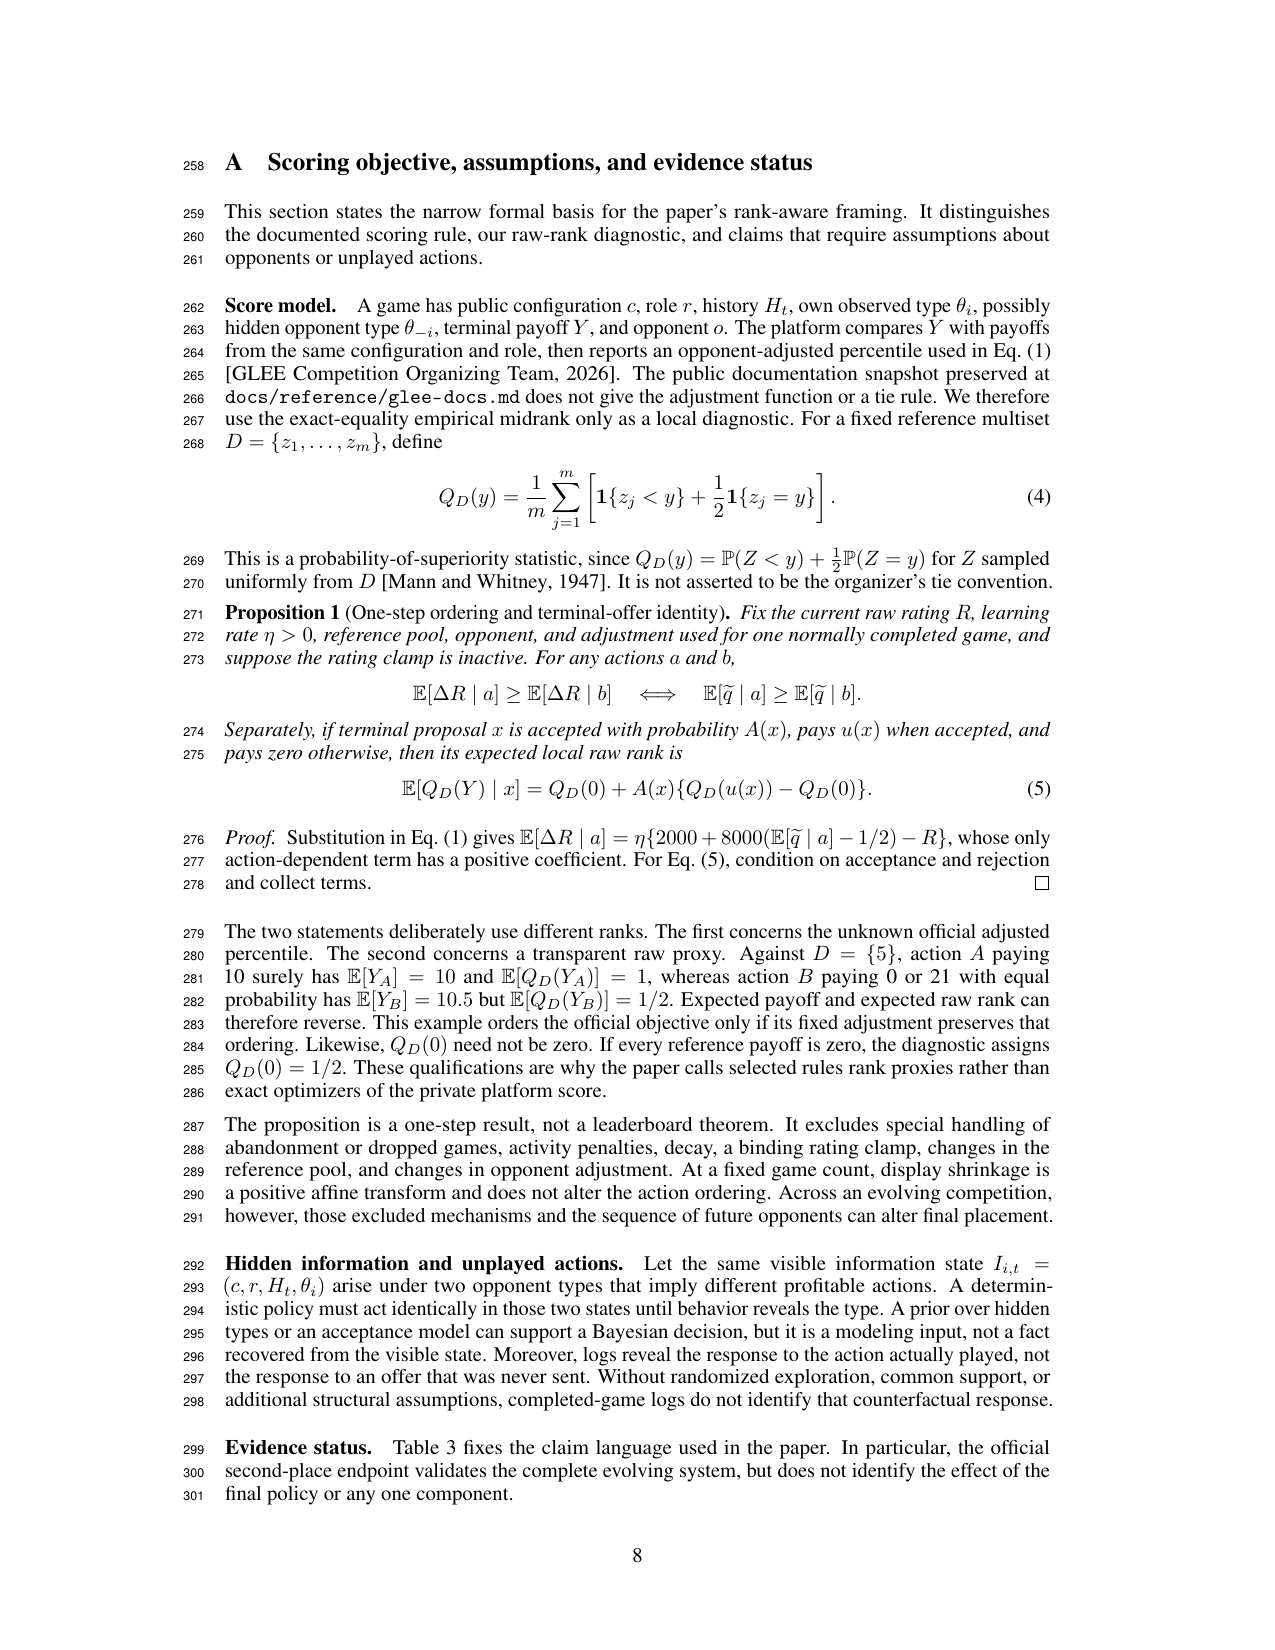 258 A Scoring objective, assumptions, and evidence status
259 This section states the narrow formal basis for the paper's rank-aware framing. It distinguishes
260 the documented scoring rule, our raw-rank diagnostic, and claims that require assumptions about
261 opponents or unplayed actions.
262 Score model. A game has public configuration c, role r, history H_t, own observed type θ_i, possibly
263 hidden opponent type θ_{−i}, terminal payoff Y, and opponent o. The platform compares Y with payoffs
264 from the same configuration and role, then reports an opponent-adjusted percentile used in Eq. (1)
265 [GLEE Competition Organizing Team, 2026]. The public documentation snapshot preserved at
266 docs/reference/glee-docs.md does not give the adjustment function or a tie rule. We therefore
267 use the exact-equality empirical midrank only as a local diagnostic. For a fixed reference multiset
268 D = {z_1, . . . , z_m}, define
Q_D(y) = \frac{1}{m} \sum_{j=1}^{m} [ 1{z_j < y} + \frac{1}{2} 1{z_j = y} ] . (4)
269 This is a probability-of-superiority statistic, since Q_D(y) = ℙ(Z < y) + ½ℙ(Z = y) for Z sampled
270 uniformly from D [Mann and Whitney, 1947]. It is not asserted to be the organizer's tie convention.
271 Proposition 1 (One-step ordering and terminal-offer identity). Fix the current raw rating R, learning
272 rate η > 0, reference pool, opponent, and adjustment used for one normally completed game, and
273 suppose the rating clamp is inactive. For any actions a and b,
𝔼[ΔR | a] ≥ 𝔼[ΔR | b] ⟺ 𝔼[q̃ | a] ≥ 𝔼[q̃ | b].
274 Separately, if terminal proposal x is accepted with probability A(x), pays u(x) when accepted, and
275 pays zero otherwise, then its expected local raw rank is
𝔼[Q_D(Y) | x] = Q_D(0) + A(x){Q_D(u(x)) − Q_D(0)}. (5)
276 Proof. Substitution in Eq. (1) gives 𝔼[ΔR | a] = η{2000 + 8000(𝔼[q̃ | a] − 1/2) − R}, whose only
277 action-dependent term has a positive coefficient. For Eq. (5), condition on acceptance and rejection
278 and collect terms. □
279 The two statements deliberately use different ranks. The first concerns the unknown official adjusted
280 percentile. The second concerns a transparent raw proxy. Against D = {5}, action A paying
281 10 surely has 𝔼[Y_A] = 10 and 𝔼[Q_D(Y_A)] = 1, whereas action B paying 0 or 21 with equal
282 probability has 𝔼[Y_B] = 10.5 but 𝔼[Q_D(Y_B)] = 1/2. Expected payoff and expected raw rank can
283 therefore reverse. This example orders the official objective only if its fixed adjustment preserves that
284 ordering. Likewise, Q_D(0) need not be zero. If every reference payoff is zero, the diagnostic assigns
285 Q_D(0) = 1/2. These qualifications are why the paper calls selected rules rank proxies rather than
286 exact optimizers of the private platform score.
287 The proposition is a one-step result, not a leaderboard theorem. It excludes special handling of
288 abandonment or dropped games, activity penalties, decay, a binding rating clamp, changes in the
289 reference pool, and changes in opponent adjustment. At a fixed game count, display shrinkage is
290 a positive affine transform and does not alter the action ordering. Across an evolving competition,
291 however, those excluded mechanisms and the sequence of future opponents can alter final placement.
292 Hidden information and unplayed actions. Let the same visible information state I_{i,t} =
293 (c, r, H_t, θ_i) arise under two opponent types that imply different profitable actions. A determin-
294 istic policy must act identically in those two states until behavior reveals the type. A prior over hidden
295 types or an acceptance model can support a Bayesian decision, but it is a modeling input, not a fact
296 recovered from the visible state. Moreover, logs reveal the response to the action actually played, not
297 the response to an offer that was never sent. Without randomized exploration, common support, or
298 additional structural assumptions, completed-game logs do not identify that counterfactual response.
299 Evidence status. Table 3 fixes the claim language used in the paper. In particular, the official
300 second-place endpoint validates the complete evolving system, but does not identify the effect of the
301 final policy or any one component.
8